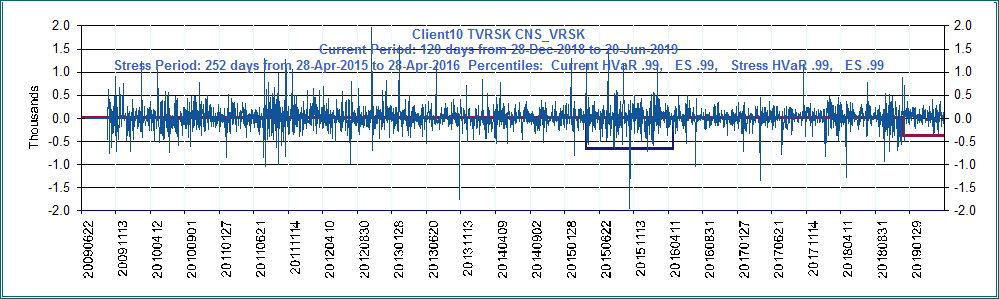 Client10 TVRSK CNS_VRSK
Current Period: 120 days from 28-Dec-2018 to 20-Jun-2019
Stress Period: 252 days from 28-Apr-2015 to 28-Apr-2016 Percentiles: Current HVaR .99, ES .99, Stress HVaR .99, ES .99
2.0 2.0
1.5 1.5
1.0 1.0
0.5 0.5
0.0 0.0
-0.5 -0.5
-1.0 -1.0
-1.5 -1.5
-2.0 -2.0
Thousands
20090622 20091113 20100412 20100901 20110127 20110621 20111114 20120410 20120830 20130128 20130620 20131113 20140409 20140902 20150128 20150622 20151113 20160411 20160831 20170127 20170621 20171114 20180411 20180831 20190129